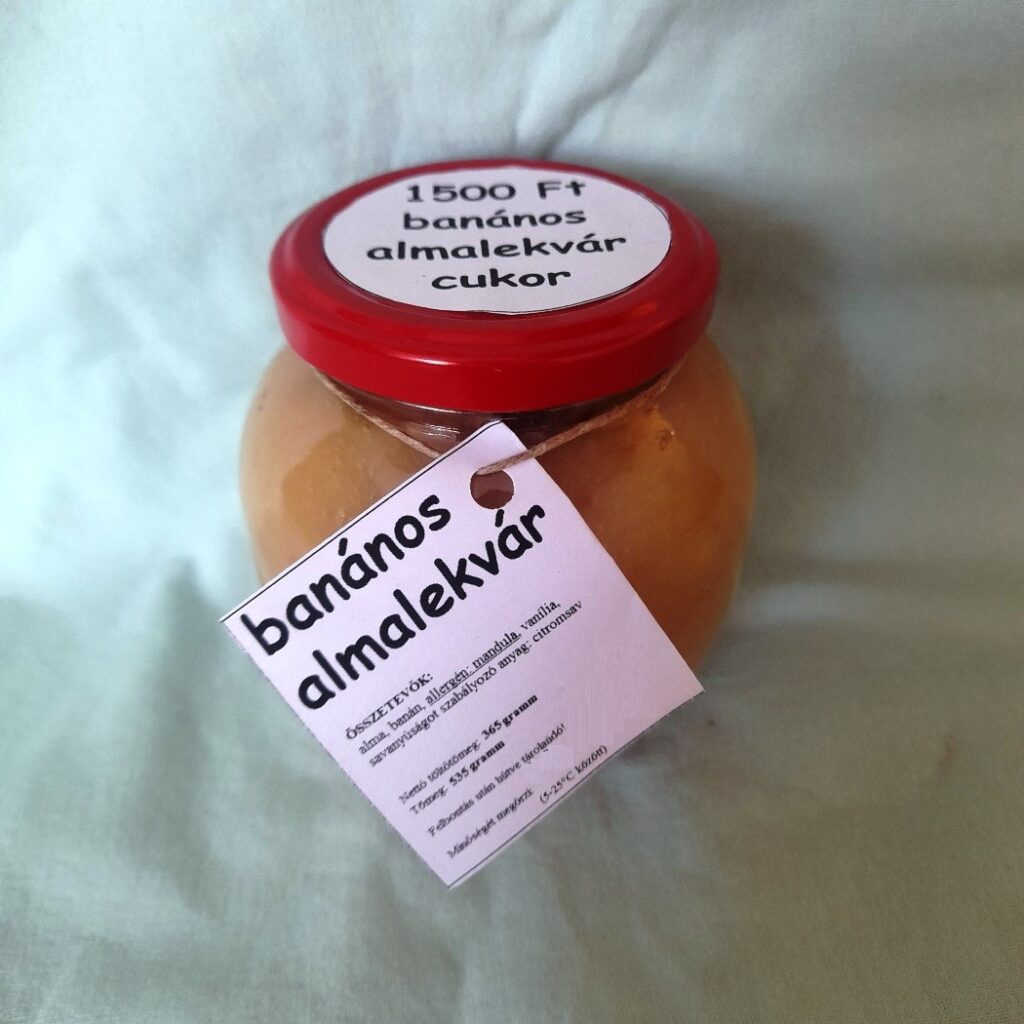 1500 Ft
banános
almalekvár
cukor
banános
almalekvár
ÖSSZETEVŐK:
alma, banán, allergén: mandula, vanília,
savanyúságot szabályozó anyag: citromsav
Nettó töltötömeg: 365 gramm
Tömeg: 535 gramm
Felbontás után hűtve tárolandó!
Minőségét megőrzi (5-25°C között)